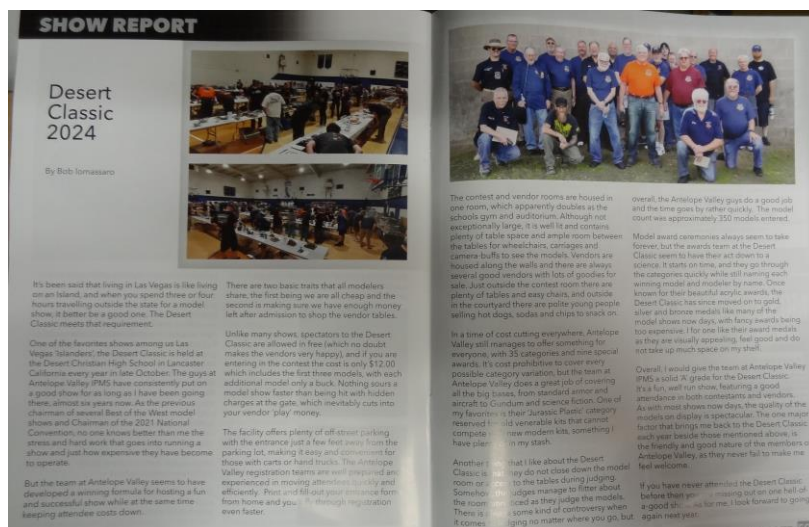 SHOW REPORT
Desert
Classic
2024
By Bob Iomassaro
It's been said that living in Las Vegas is like living
on an Island, and when you spend three or four
hours travelling outside the state for a model
show, it better be a good one. The Desert
Classic meets that requirement.
One of the favorites shows among us Las
Vegas 'Islanders', the Desert Classic is held at
the Desert Christian High School in Lancaster
California every year in late October. The guys at
Antelope Valley IPMS have consistently put on
a good show for as long as I have been going
there, almost six years now. As the previous
chairman of several Best of the West model
shows and Chairman of the 2021 National
Convention, no one knows better than me the
stress and hard work that goes into running a
show and just how expensive they have become
to operate.
But the team at Antelope Valley seems to have
developed a winning formula for hosting a fun
and successful show while at the same time
keeping attendee costs down.
There are two basic traits that all modelers
share, the first being we are all cheap and the
second is making sure we have enough money
left after admission to shop the vendor tables.
Unlike many shows, spectators to the Desert
Classic are allowed in free (which no doubt
makes the vendors very happy), and if you are
entering in the contest the cost is only $12.00
which includes the first three models, with each
additional model only a buck. Nothing sours a
model show faster than being hit with hidden
charges at the gate, which inevitably cuts into
your vendor 'play' money.
The facility offers plenty of off-street parking
with the entrance just a few feet away from the
parking lot, making it easy and convenient for
those with carts or hand trucks. The Antelope
Valley registration teams are well prepared and
experienced in moving attendees quickly and
efficiently. Print and fill-out your entrance form
from home and you'll through registration
even faster.
The contest and vendor rooms are housed in
one room, which apparently doubles as the
schools gym and auditorium. Although not
exceptionally large, it is well lit and contains
plenty of table space and ample room between
the tables for wheelchairs, carriages and
camera-buffs to see the models. Vendors are
housed along the walls and there are always
several good vendors with lots of goodies for
sale. Just outside the contest room there are
plenty of tables and easy chairs, and outside
in the courtyard there are polite young people
selling hot dogs, sodas and chips to snack on.
In a time of cost cutting everywhere, Antelope
Valley still manages to offer something for
everyone, with 35 categories and nine special
awards. It's cost prohibitive to cover every
possible category variation, but the team at
Antelope Valley does a great job of covering
all the big bases, from standard armor and
aircraft to Gundam and science fiction. One of
my favorites is their 'Jurassic Plastic' category
reserved for old venerable kits that cannot
compete with new modern kits, something I
have plenty in my stash.
Another thing that I like about the Desert
Classic is that they do not close down the model
room or access to the tables during judging.
Somehow the judges manage to flitter about
the room unnoticed as they judge the models.
There is always some kind of controversy when
it comes to judging no matter where you go, but
overall, the Antelope Valley guys do a good job
and the time goes by rather quickly. The model
count was approximately 350 models entered.
Model award ceremonies always seem to take
forever, but the awards team at the Desert
Classic seem to have their act down to a
science. It starts on time, and they go through
the categories quickly while still naming each
winning model and modeler by name. Once
known for their beautiful acrylic awards, the
Desert Classic has since moved on to gold,
silver and bronze medals like many of the
model shows now days, with fancy awards being
too expensive. I for one like their medal awards
as they are visually appealing, feel good and do
not take up much space on my shelf.
Overall, I would give the team at Antelope Valley
IPMS a solid 'A' grade for the Desert Classic.
It's a fun, well run show, featuring a good
attendance in both contestants and vendors.
As with most shows now days, the quality of the
models on display is spectacular. The one major
factor that brings me back to the Desert Classic
each year beside those mentioned above, is
the friendly and good nature of the members of
Antelope Valley, as they never fail to make me
feel welcome.
If you have never attended the Desert Classic
before then you're missing out on one hell of
a good show. As for me, I look forward to going
again next year.